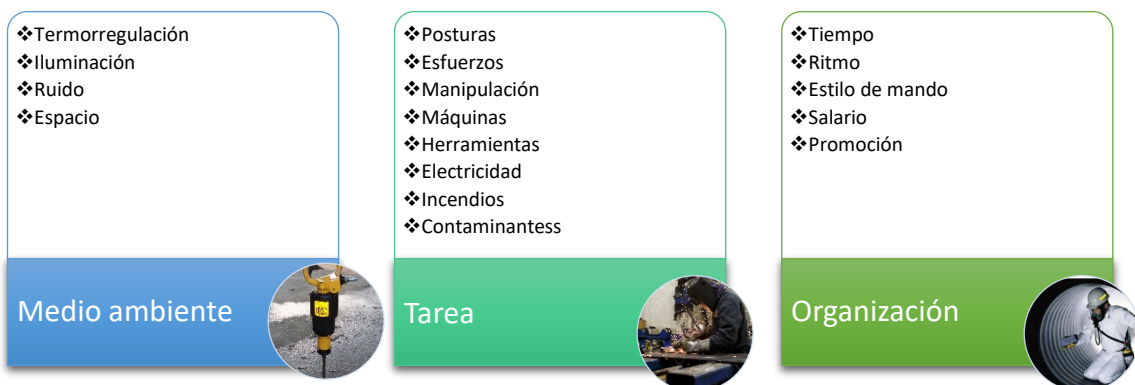 ❖Termorregulación
❖Iluminación
❖Ruido
❖Espacio
Medio ambiente
❖Posturas
❖Esfuerzos
❖Manipulación
❖Máquinas
❖Herramientas
❖Electricidad
❖Incendios
❖Contaminantess
Tarea
❖Tiempo
❖Ritmo
❖Estilo de mando
❖Salario
❖Promoción
Organización